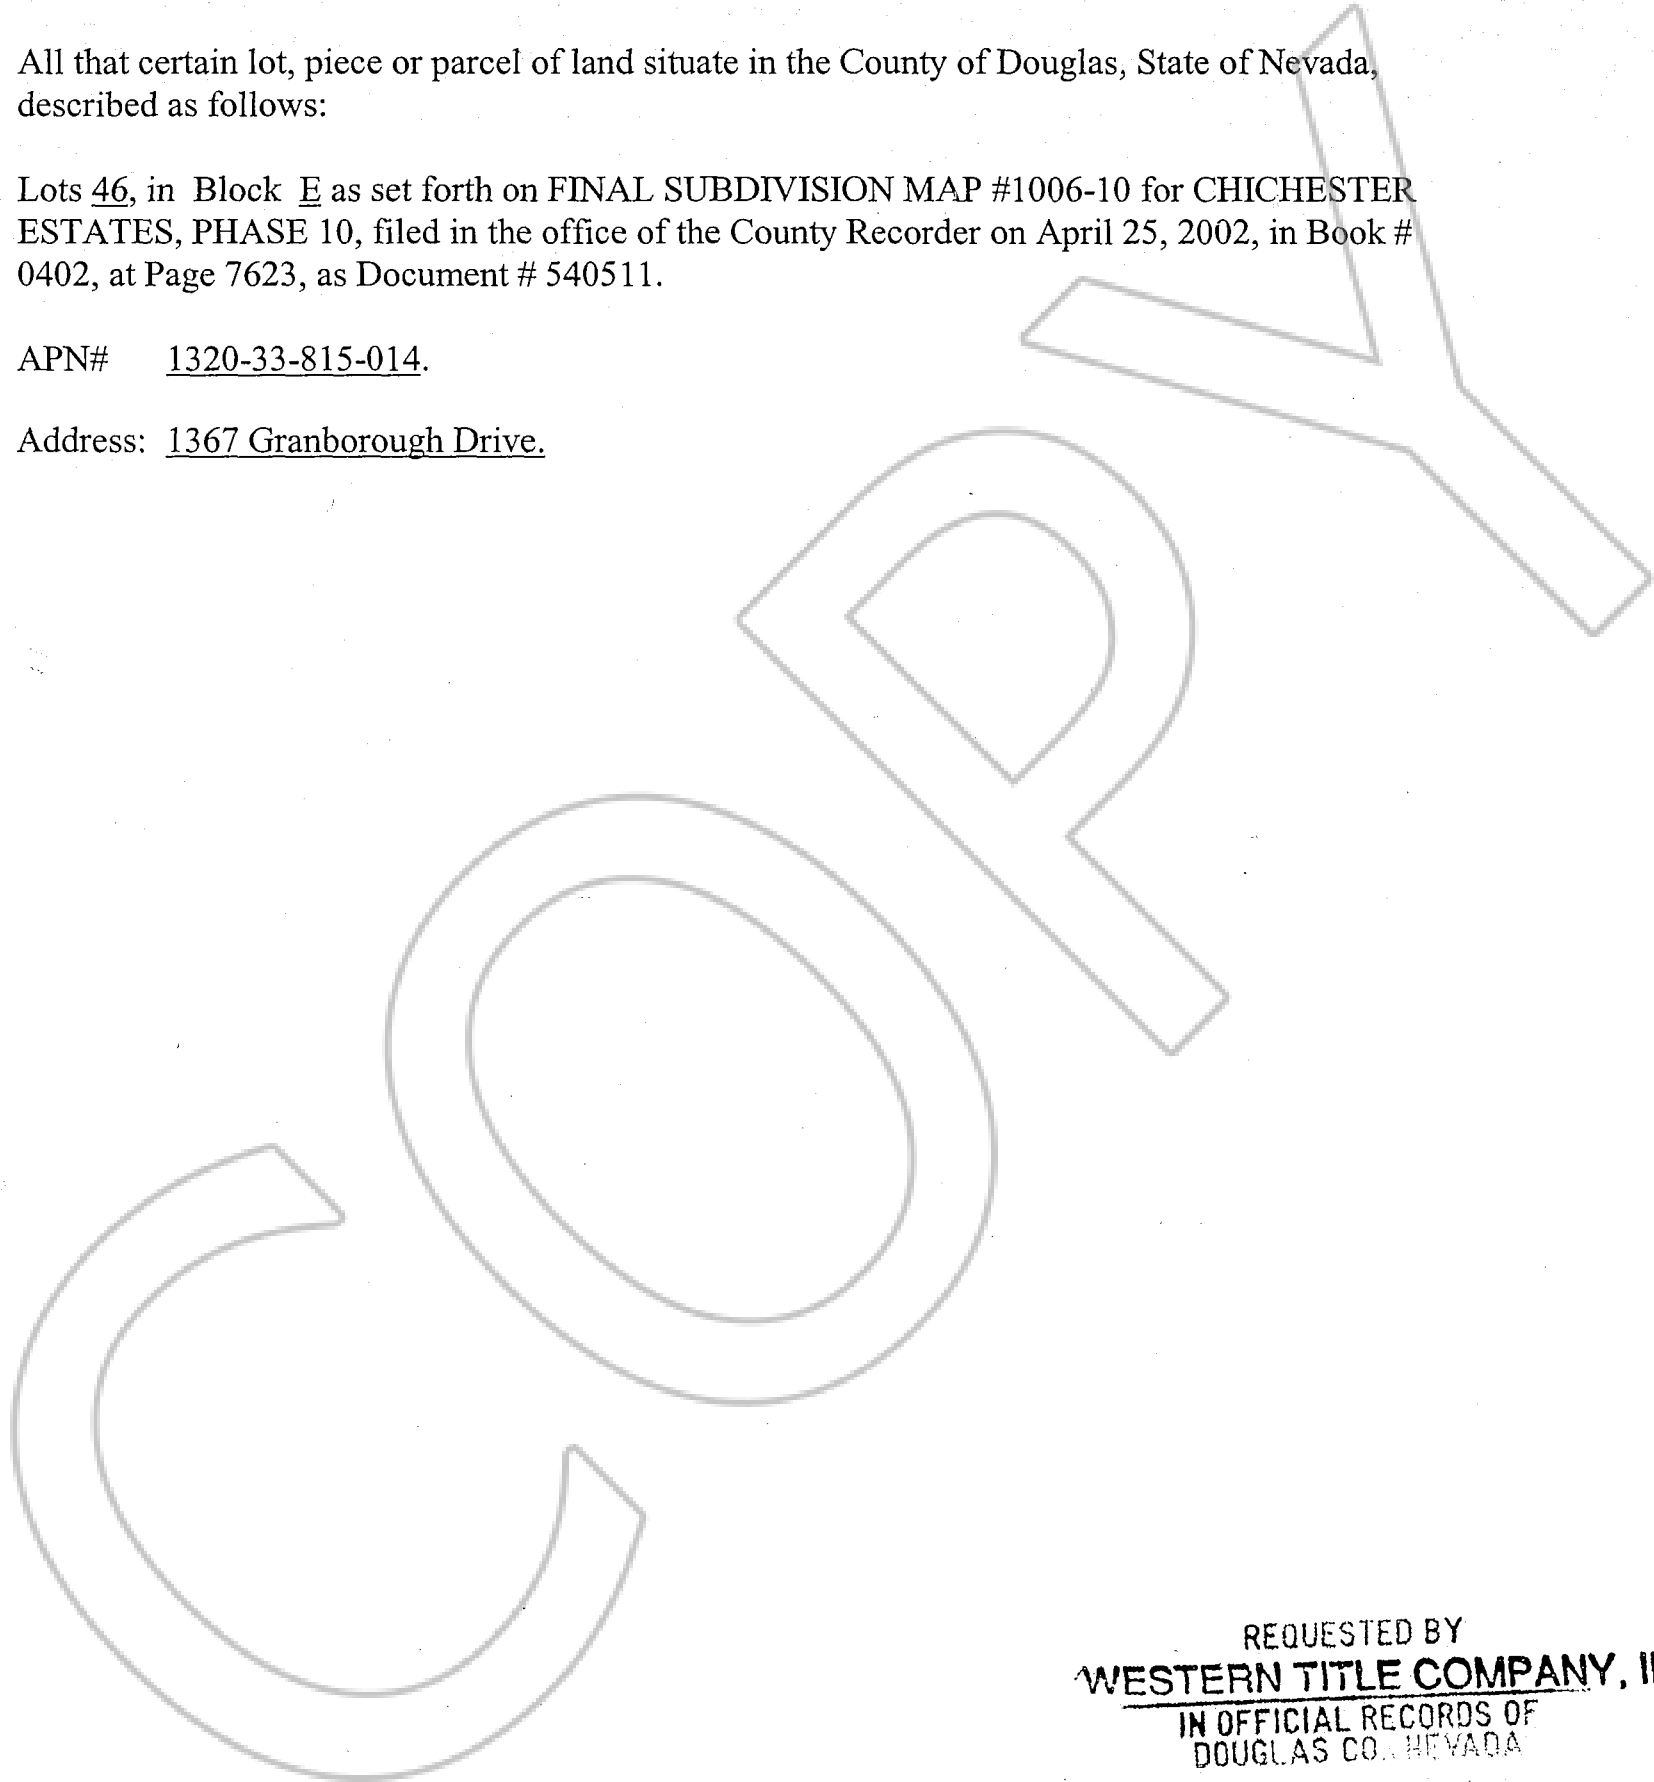 All that certain lot, piece or parcel of land situate in the County of Douglas, State of Nevada,
described as follows:
Lots 46, in Block E as set forth on FINAL SUBDIVISION MAP #1006-10 for CHICHESTER
ESTATES, PHASE 10, filed in the office of the County Recorder on April 25, 2002, in Book #
0402, at Page 7623, as Document # 540511.
APN# 1320-33-815-014.
Address: 1367 Granborough Drive.
COPY
REQUESTED BY
WESTERN TITLE COMPANY,
IN OFFICIAL RECORDS OF
DOUGLAS CO. NEVADA